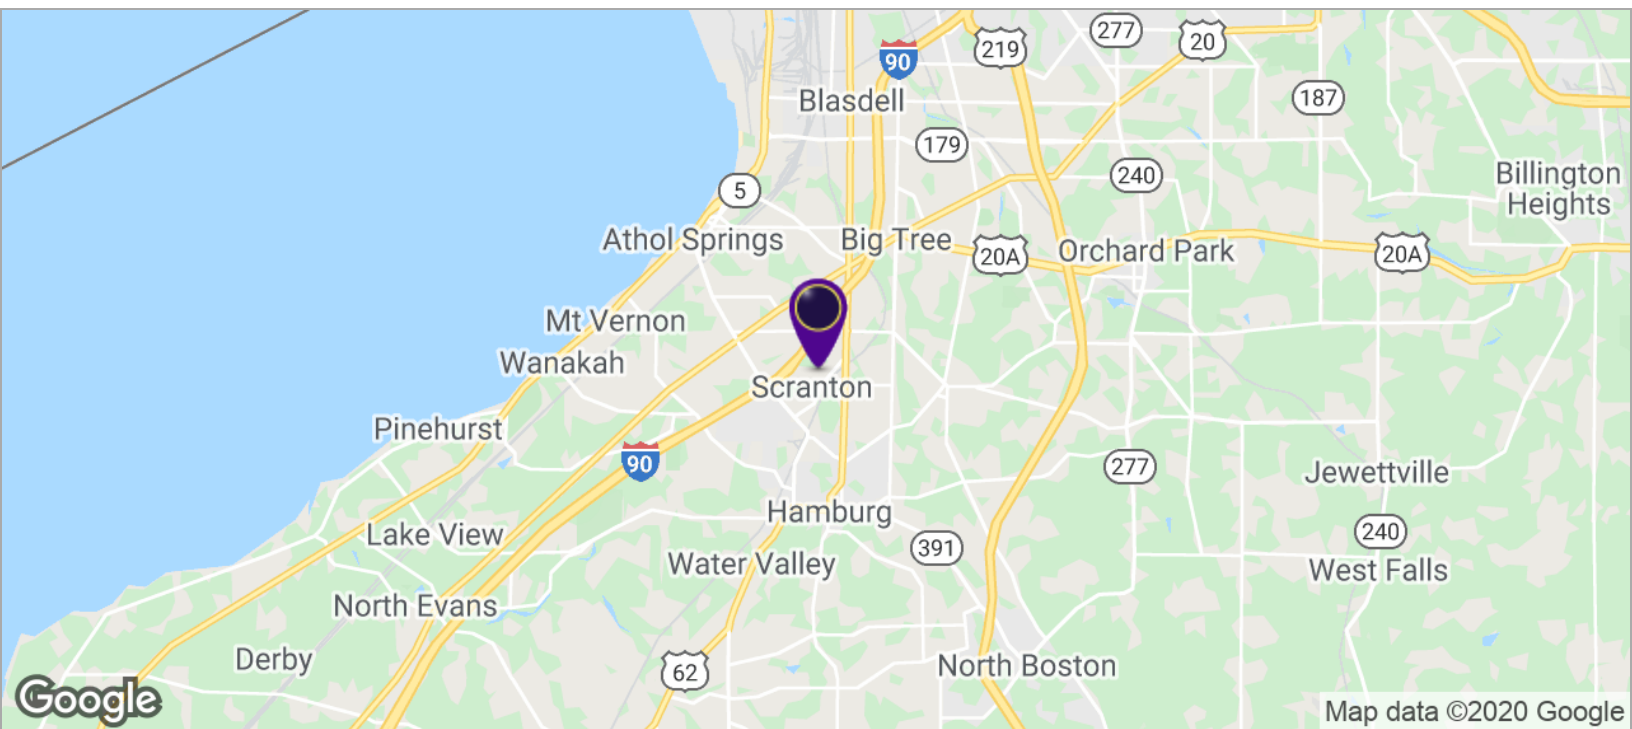 277
20
219
90
Blasdell
187
179
240
Billington
Heights
5
Athol Springs
Big Tree
20A
Orchard Park
20A
Mt Vernon
Wanakah
Scranton
Pinehurst
90
277
Jewettville
Hamburg
Lake View
240
391
Water Valley
West Falls
North Evans
Derby
62
North Boston
Google
Map data ©2020 Google